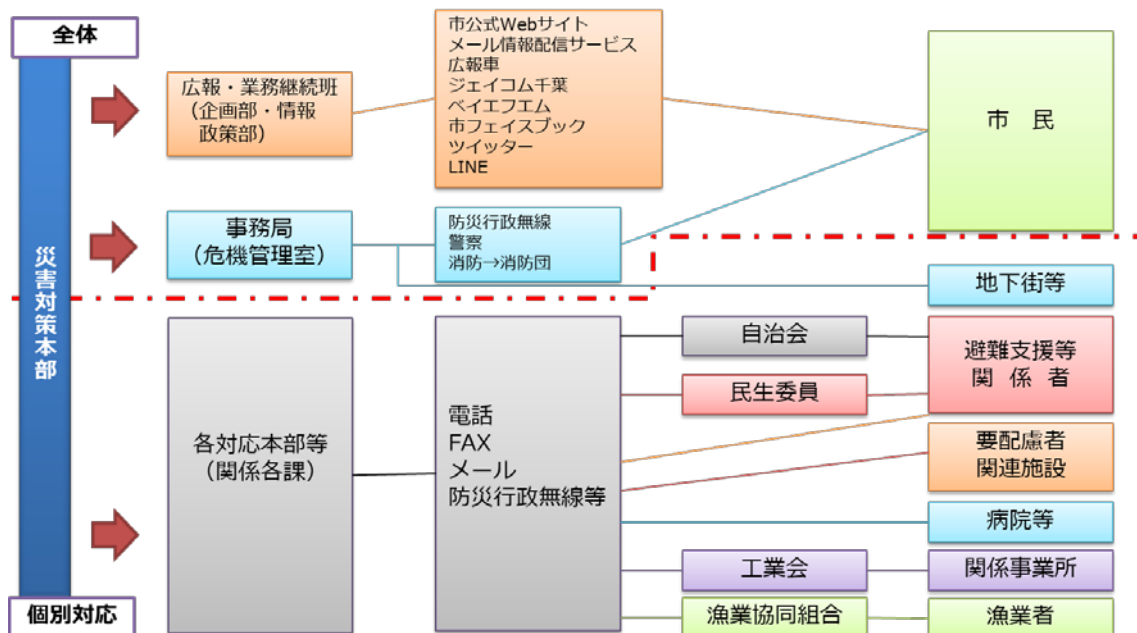 全体
災害対策本部
個別対応
広報・業務継続班
（企画部・情報
政策部）
市公式Webサイト
メール情報配信サービス
広報車
ジェイコム千葉
ベイエフエム
市フェイスブック
ツイッター
LINE
市　民
事務局
（危機管理室）
防災行政無線
警察
消防→消防団
地下街等
各対応本部等
（関係各課）
電話
FAX
メール
防災行政無線等
自治会
民生委員
避難支援等
関　係　者
要配慮者
関連施設
病院等
工業会
関係事業所
漁業協同組合
漁業者